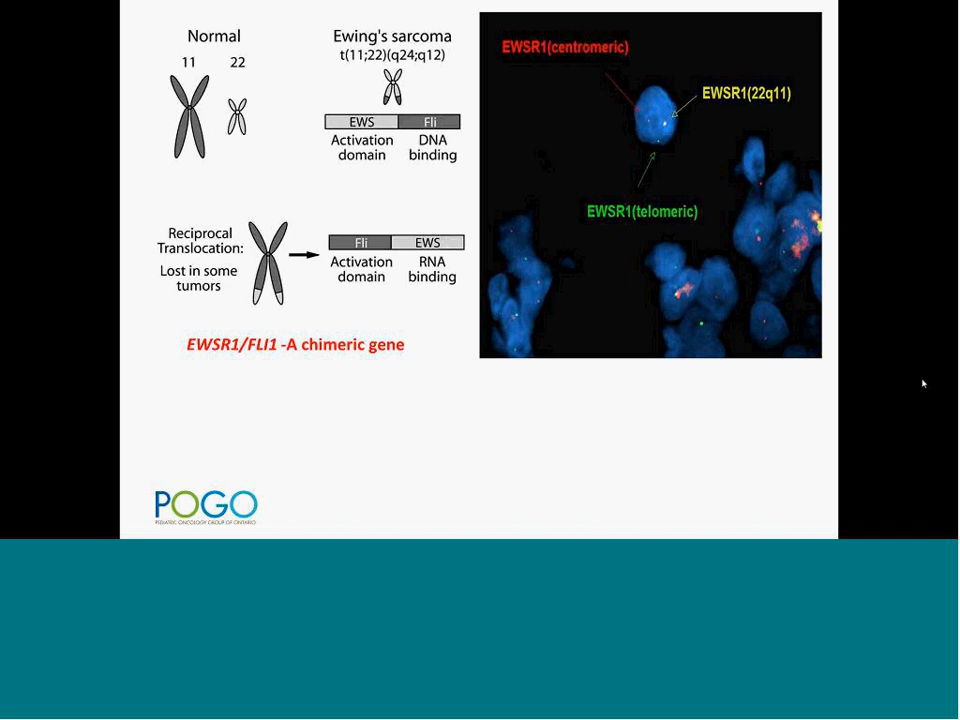 Normal
11 22
Ewing's sarcoma
t(11;22)(q24;q12)
EWS Fli
Activation DNA
domain binding
Reciprocal
Translocation:
Lost in some
tumors
Fli EWS
Activation RNA
domain binding
EWSR1/FLI1 -A chimeric gene
EWSR1(centromeric)
EWSR1(22q11)
EWSR1(telomeric)
POGO
PEDIATRIC ONCOLOGY GROUP OF ONTARIO